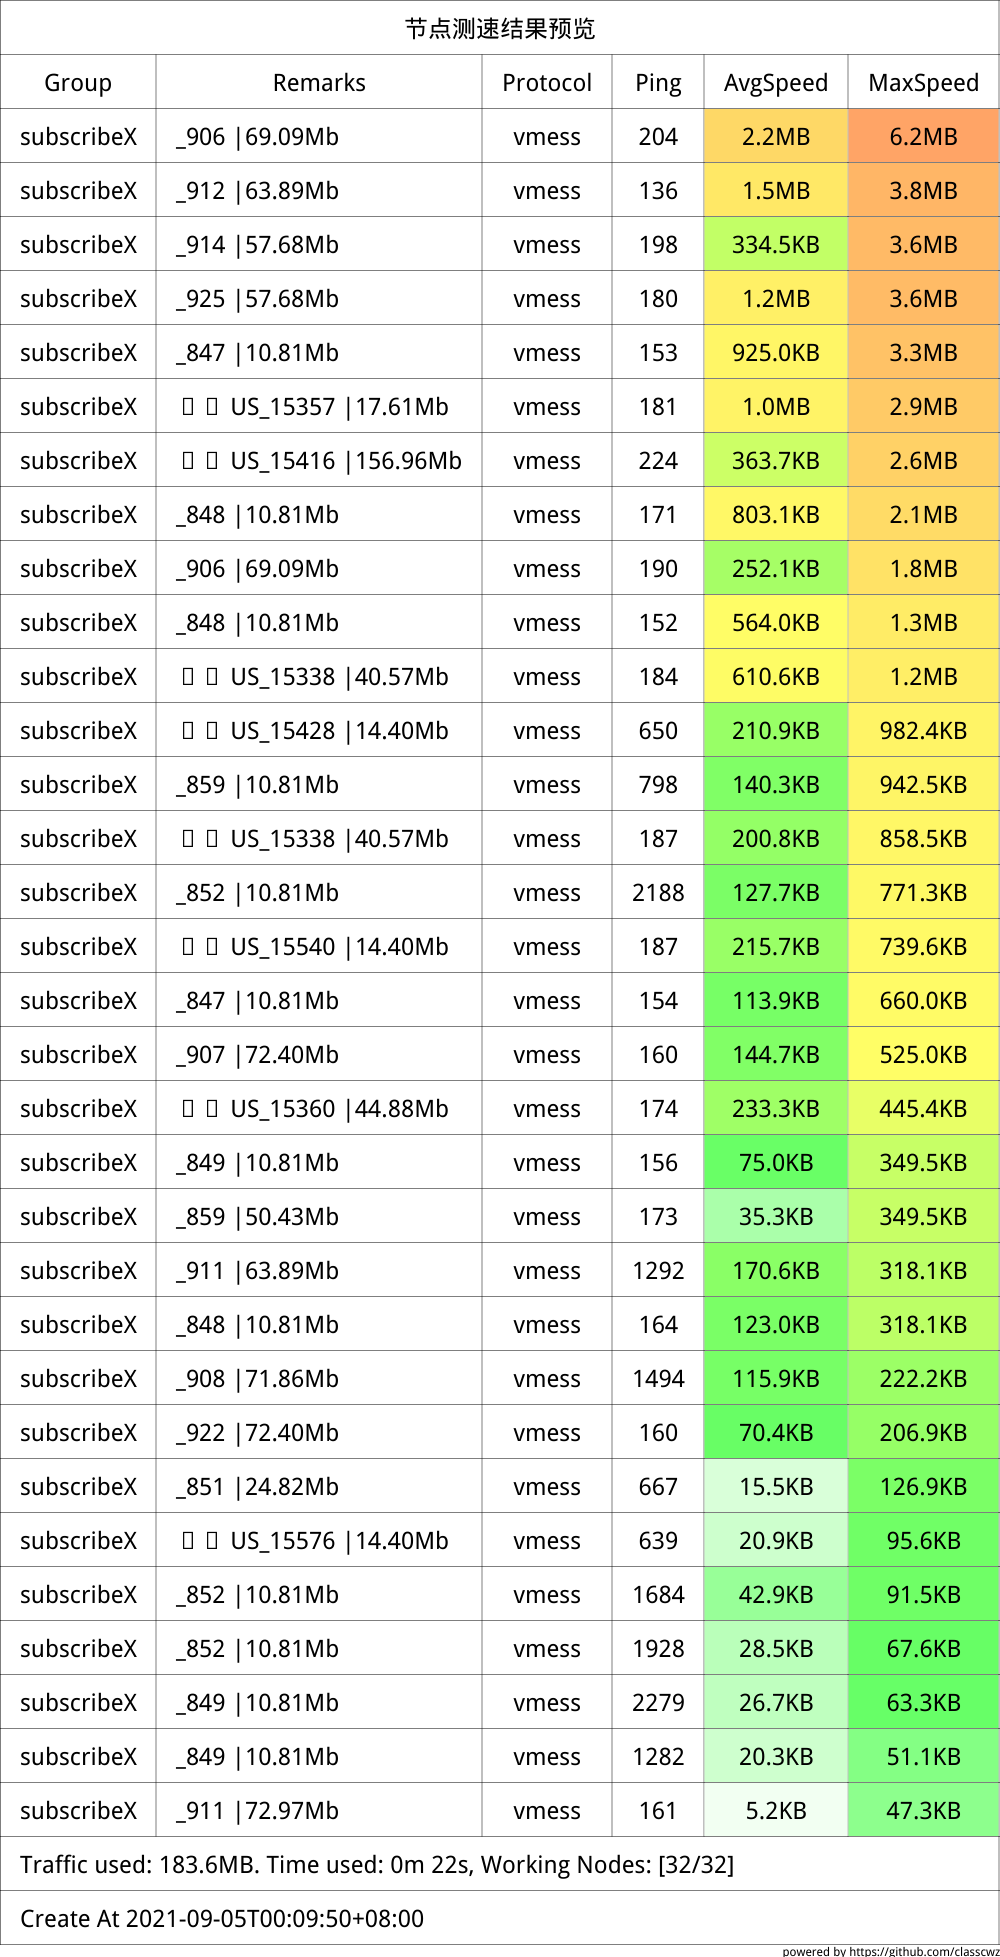 节点测速结果预览
Group Remarks Protocol Ping AvgSpeed MaxSpeed
subscribeX _906 |69.09Mb vmess 204 2.2MB 6.2MB
subscribeX _912 |63.89Mb vmess 136 1.5MB 3.8MB
subscribeX _914 |57.68Mb vmess 198 334.5KB 3.6MB
subscribeX _925 |57.68Mb vmess 180 1.2MB 3.6MB
subscribeX _847 |10.81Mb vmess 153 925.0KB 3.3MB
subscribeX US_15357 |17.61Mb vmess 181 1.0MB 2.9MB
subscribeX US_15416 |156.96Mb vmess 224 363.7KB 2.6MB
subscribeX _848 |10.81Mb vmess 171 803.1KB 2.1MB
subscribeX _906 |69.09Mb vmess 190 252.1KB 1.8MB
subscribeX _848 |10.81Mb vmess 152 564.0KB 1.3MB
subscribeX US_15338 |40.57Mb vmess 184 610.6KB 1.2MB
subscribeX US_15428 |14.40Mb vmess 650 210.9KB 982.4KB
subscribeX _859 |10.81Mb vmess 798 140.3KB 942.5KB
subscribeX US_15338 |40.57Mb vmess 187 200.8KB 858.5KB
subscribeX _852 |10.81Mb vmess 2188 127.7KB 771.3KB
subscribeX US_15540 |14.40Mb vmess 187 215.7KB 739.6KB
subscribeX _847 |10.81Mb vmess 154 113.9KB 660.0KB
subscribeX _907 |72.40Mb vmess 160 144.7KB 525.0KB
subscribeX US_15360 |44.88Mb vmess 174 233.3KB 445.4KB
subscribeX _849 |10.81Mb vmess 156 75.0KB 349.5KB
subscribeX _859 |50.43Mb vmess 173 35.3KB 349.5KB
subscribeX _911 |63.89Mb vmess 1292 170.6KB 318.1KB
subscribeX _848 |10.81Mb vmess 164 123.0KB 318.1KB
subscribeX _908 |71.86Mb vmess 1494 115.9KB 222.2KB
subscribeX _922 |72.40Mb vmess 160 70.4KB 206.9KB
subscribeX _851 |24.82Mb vmess 667 15.5KB 126.9KB
subscribeX US_15576 |14.40Mb vmess 639 20.9KB 95.6KB
subscribeX _852 |10.81Mb vmess 1684 42.9KB 91.5KB
subscribeX _852 |10.81Mb vmess 1928 28.5KB 67.6KB
subscribeX _849 |10.81Mb vmess 2279 26.7KB 63.3KB
subscribeX _849 |10.81Mb vmess 1282 20.3KB 51.1KB
subscribeX _911 |72.97Mb vmess 161 5.2KB 47.3KB
Traffic used: 183.6MB. Time used: 0m 22s, Working Nodes: [32/32]
Create At 2021-09-05T00:09:50+08:00
powered by https://github.com/classcwz